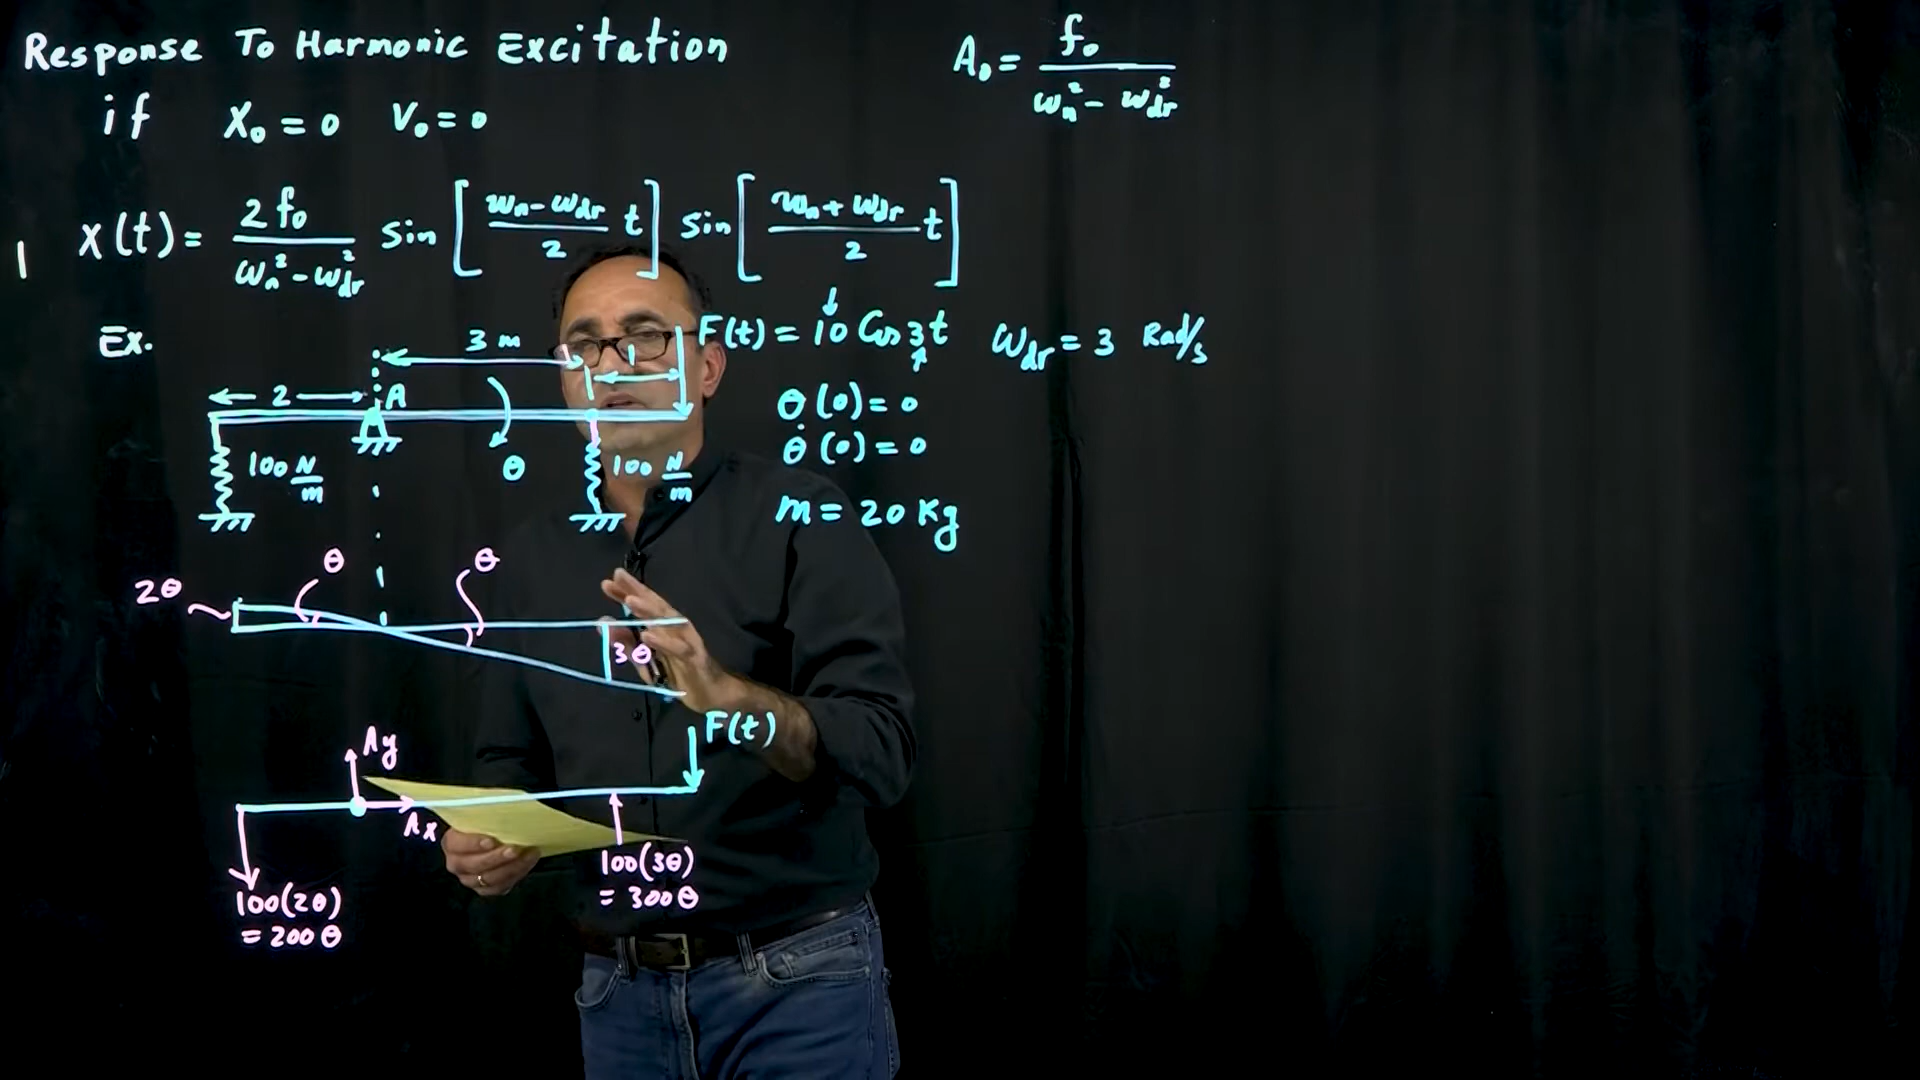 Response To Harmonic Excitation
if x₀ = 0 v₀ = 0
A₀ = f₀ / (ωₙ² - ω_dr²)
1 x(t) = 2f₀ / (ωₙ² - ω_dr²) sin [ (ωₙ - ω_dr)/2 t ] sin [ (ωₙ + ω_dr)/2 t ]
Ex. 3 m 1 F(t) = 10 Cos 3t ω_dr = 3 Rad/s
2 A
θ(0) = 0
θ̇(0) = 0
100 N/m θ 100 N/m
m = 20 Kg
2θ θ θ
3θ
F(t)
Ay
Ax
100(2θ)
= 200θ
100(3θ)
= 300θ